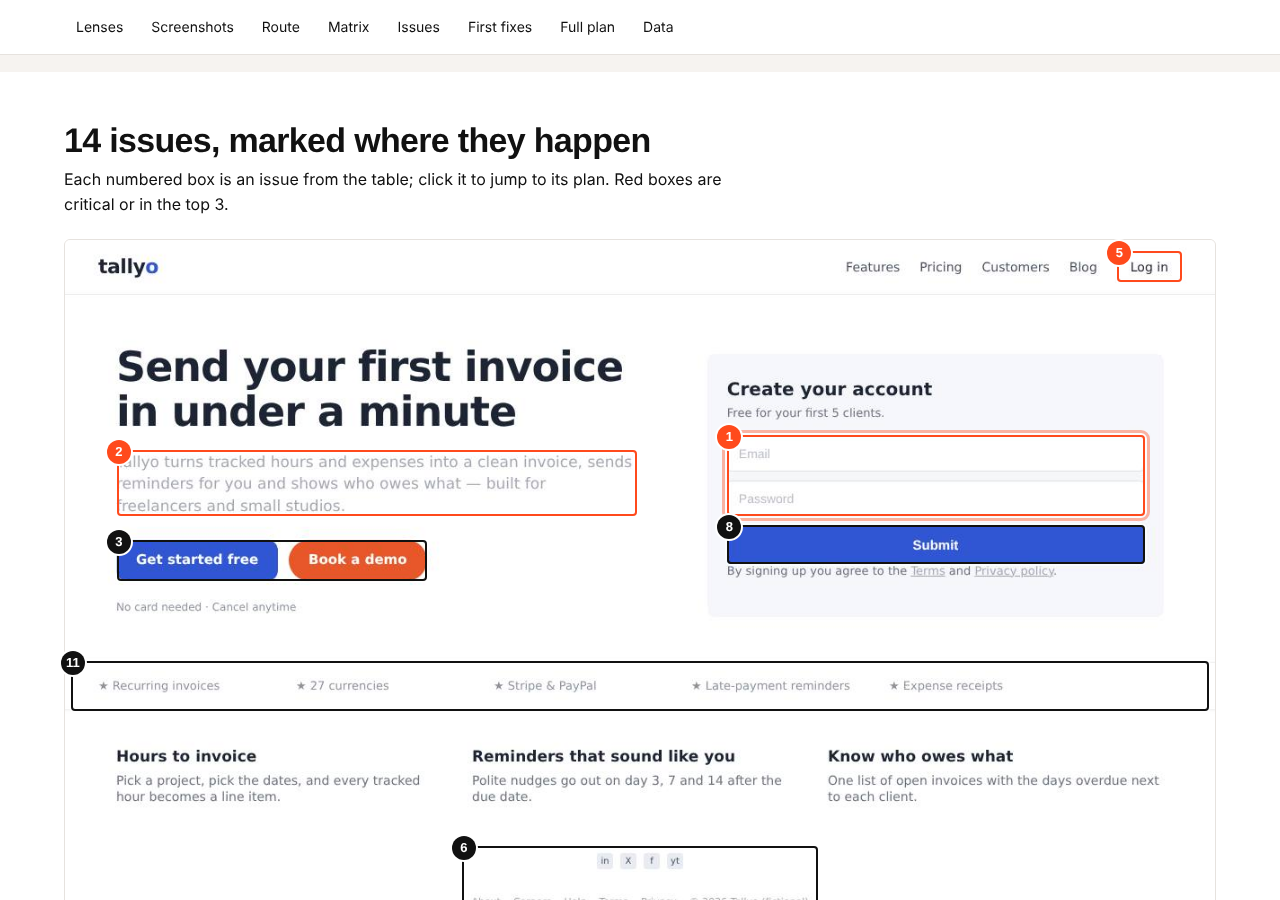 Lenses Screenshots Route Matrix Issues First fixes Full plan Data
14 issues, marked where they happen
Each numbered box is an issue from the table; click it to jump to its plan. Red boxes are
critical or in the top 3.
tallyo
Features Pricing Customers Blog 5 Log in
Send your first invoice
in under a minute
Create your account
Free for your first 5 clients.
2
Tallyo turns tracked hours and expenses into a clean invoice, sends
reminders for you and shows who owes what — built for
freelancers and small studios.
1
Email
Password
3
Get started free Book a demo
8
Submit
By signing up you agree to the Terms and Privacy policy.
No card needed · Cancel anytime
11
★ Recurring invoices ★ 27 currencies ★ Stripe & PayPal ★ Late-payment reminders ★ Expense receipts
Hours to invoice
Pick a project, pick the dates, and every tracked
hour becomes a line item.
Reminders that sound like you
Polite nudges go out on day 3, 7 and 14 after the
due date.
Know who owes what
One list of open invoices with the days overdue next
to each client.
6
in X f yt